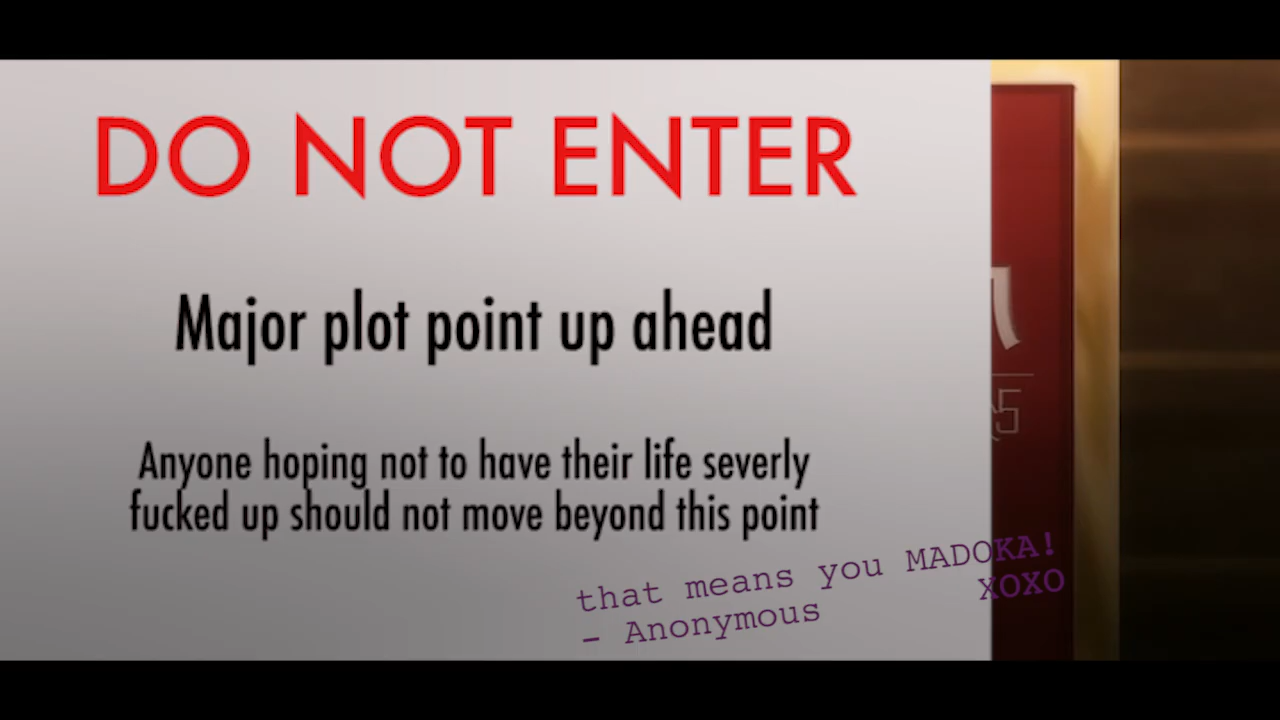 DO NOT ENTER
Major plot point up ahead
Anyone hoping not to have their life severly
fucked up should not move beyond this point
that means you MADOKA!
XOXO
- Anonymous